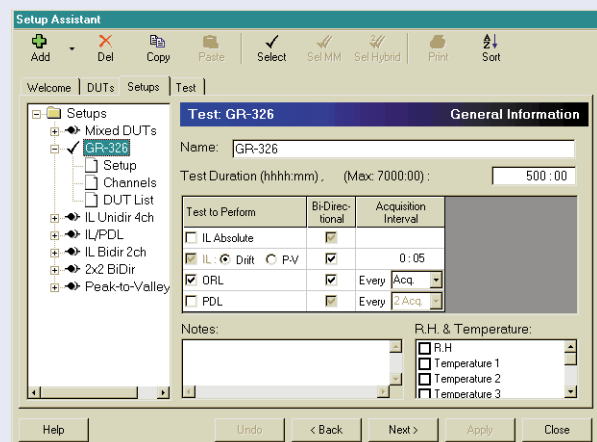 Setup Assistant
Add Del Copy Paste Select Sel MM Sel Hybrid Print Sort
Welcome DUTs Setups Test
Setups
Mixed DUTs
GR-326
Setup
Channels
DUT List
IL Unidir 4ch
IL/PDL
IL Bidir 2ch
2x2 BiDir
Peak-to-Valley
Test: GR-326 General Information
Name: GR-326
Test Duration (hhhh:mm) , (Max: 7000:00) : 500 : 00
Test to Perform Bi-Direc-tional Acquisition Interval
IL Absolute
IL : Drift P-V 0 : 05
ORL Every Acq.
PDL Every 2 Acq.
Notes: R.H. & Temperature:
R.H
Temperature 1
Temperature 2
Temperature 3
Help Undo < Back Next > Apply Close